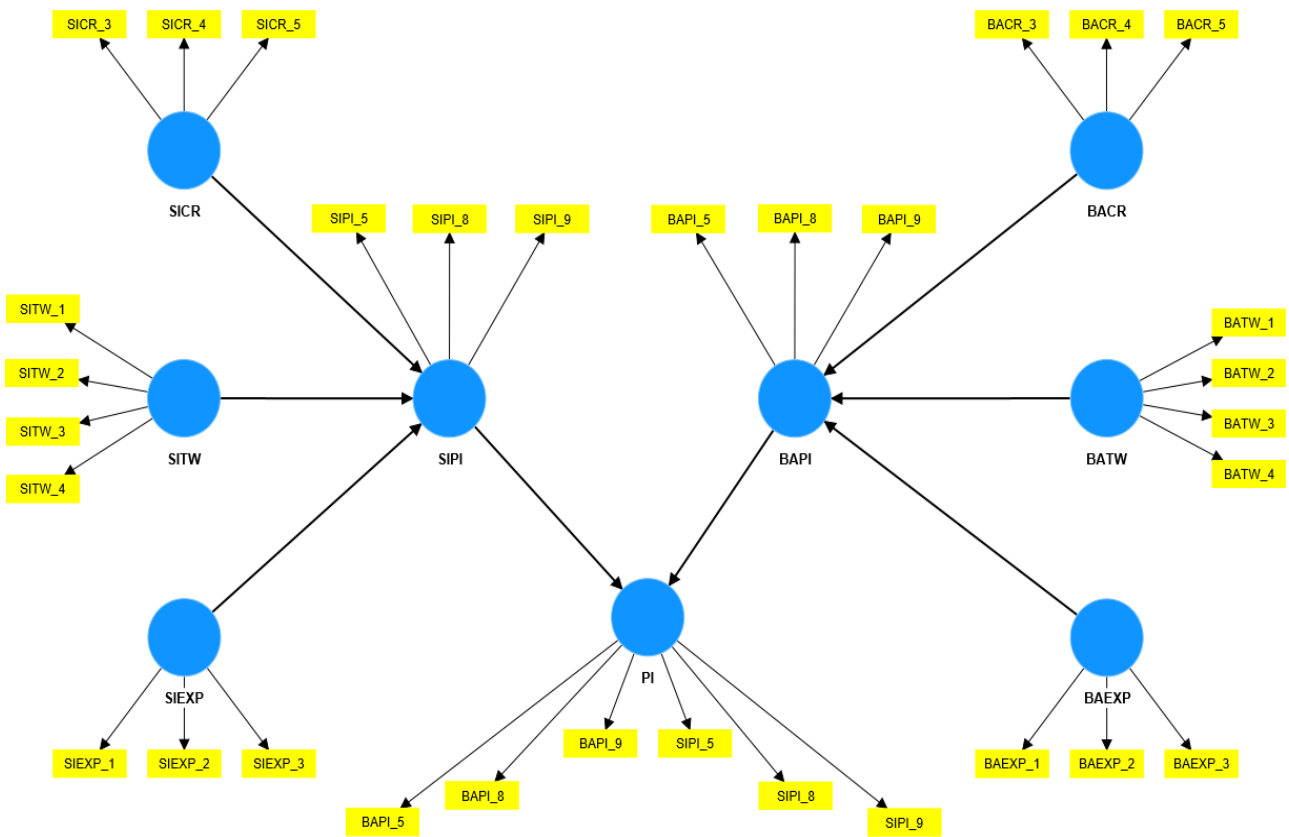 SICR_3
SICR_4
SICR_5
BACR_3
BACR_4
BACR_5
SICR
BACR
SIPI_5
SIPI_8
SIPI_9
BAPI_5
BAPI_8
BAPI_9
SITW_1
SITW_2
SITW_3
SITW_4
SITW
SIPI
BAPI
BATW
BATW_1
BATW_2
BATW_3
BATW_4
SIEXP
PI
BAEXP
SIEXP_1
SIEXP_2
SIEXP_3
BAPI_9
SIPI_5
BAEXP_1
BAEXP_2
BAEXP_3
BAPI_8
SIPI_8
BAPI_5
SIPI_9